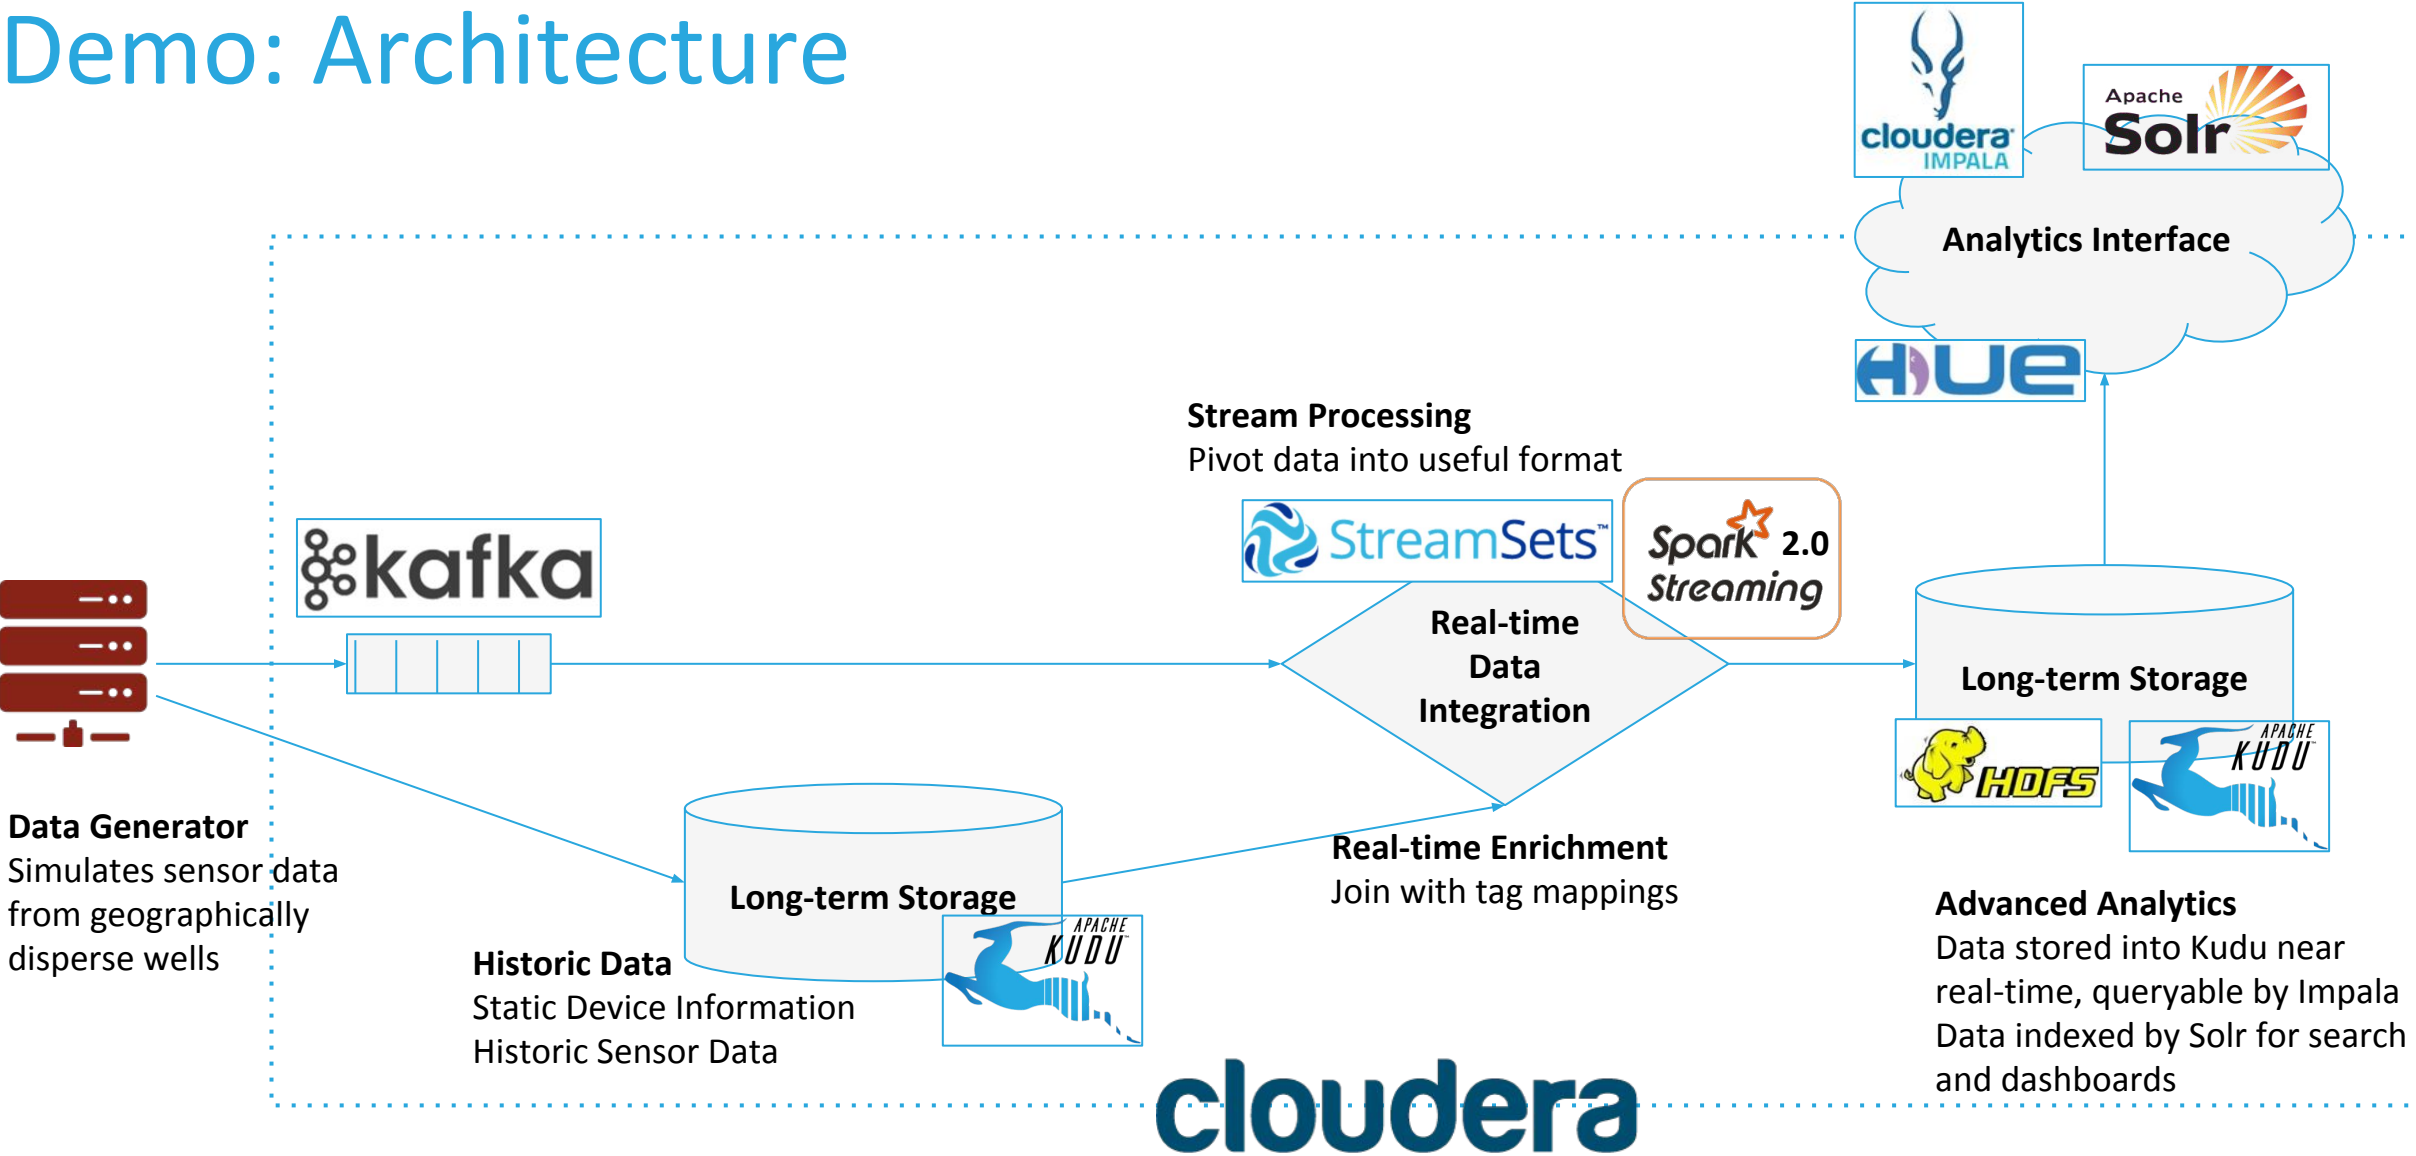 Demo: Architecture
cloudera
IMPALA
Apache
Solr
Analytics Interface
HUE
Stream Processing
Pivot data into useful format
kafka
StreamSets™
Spark 2.0
Streaming
Real-time
Data
Integration
Long-term Storage
HDFS
APACHE
KUDU™
Data Generator
Simulates sensor data
from geographically
disperse wells
Long-term Storage
APACHE
KUDU™
Historic Data
Static Device Information
Historic Sensor Data
Real-time Enrichment
Join with tag mappings
Advanced Analytics
Data stored into Kudu near
real-time, queryable by Impala
Data indexed by Solr for search
and dashboards
cloudera